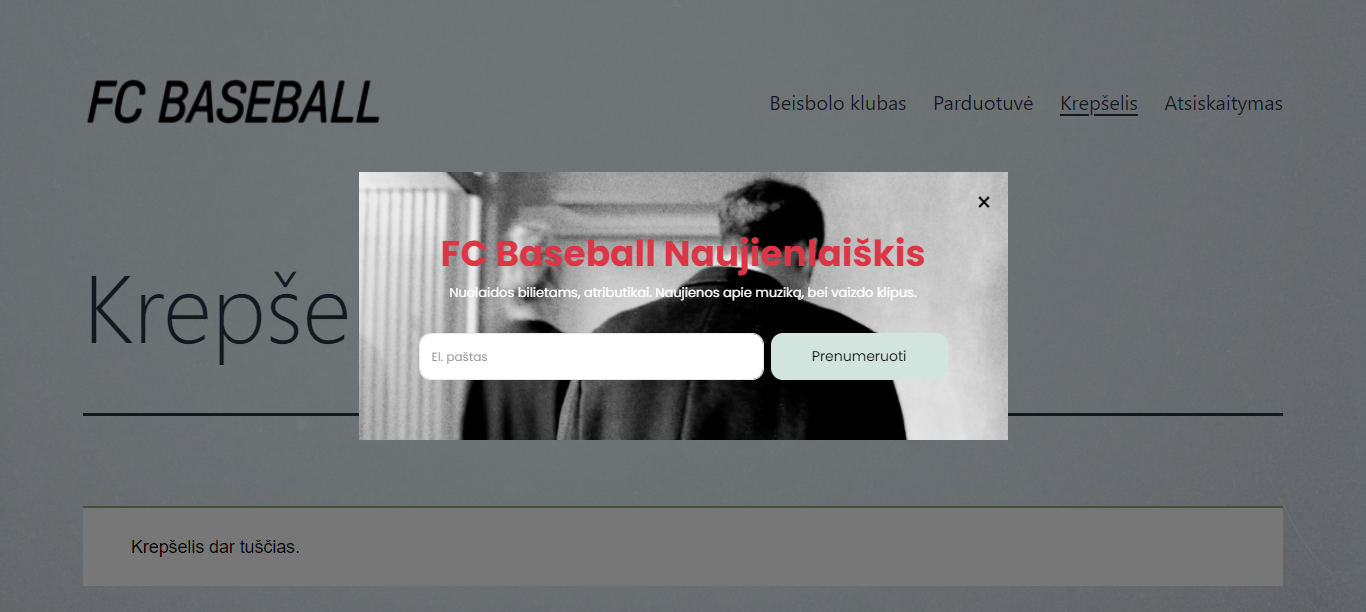 FC BASEBALL
Beisbolo klubas Parduotuvė Krepšelis Atsiskaitymas
FC Baseball Naujienlaiškis
Nuolaidos bilietams, atributikai. Naujienos apie muziką, bei vaizdo klipus.
Krepše
El. paštas Prenumeruoti
Krepšelis dar tuščias.